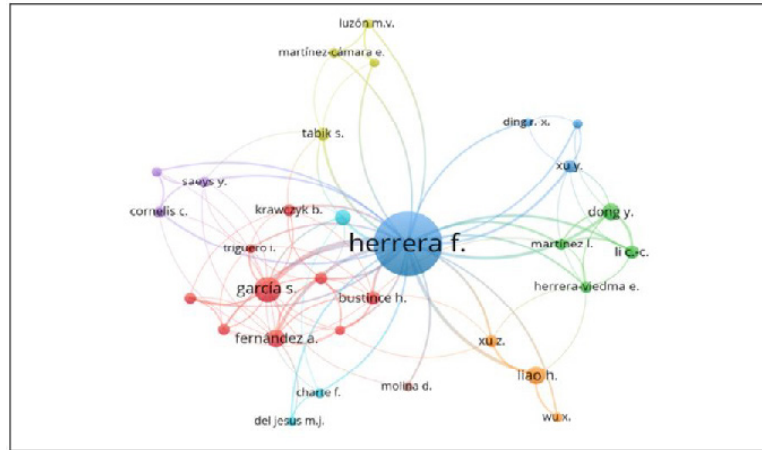 luzón m.v.
martínez-cámara e.
ding r. x.
tabik s.
xu y.
saeys y.
cornelis c.
krawczyk b.
dong y.
herrera f.
martínez l.
li c.-c.
triguero i.
garcía s.
bustince h.
herrera-viedma e.
fernández a.
xu z.
liao h.
molina d.
charte f.
wu x.
del jesus m.j.